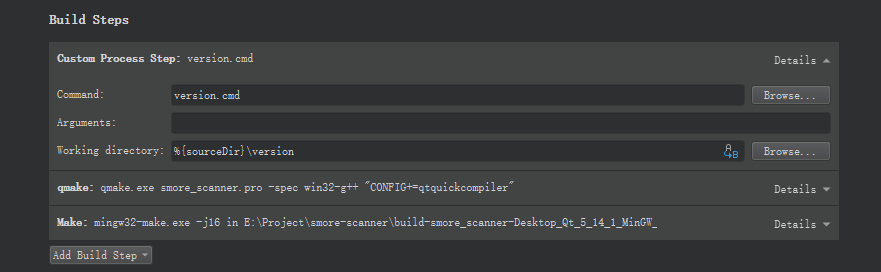 Build Steps
Custom Process Step: version.cmd Details
Command: version.cmd Browse...
Arguments:
Working directory: %{sourceDir}\version Browse...
qmake: qmake.exe smore_scanner.pro -spec win32-g++ "CONFIG+=qtquickcompiler" Details
Make: mingw32-make.exe -j16 in E:\Project\smore-scanner\build-smore_scanner-Desktop_Qt_5_14_1_MinGW_ Details
Add Build Step